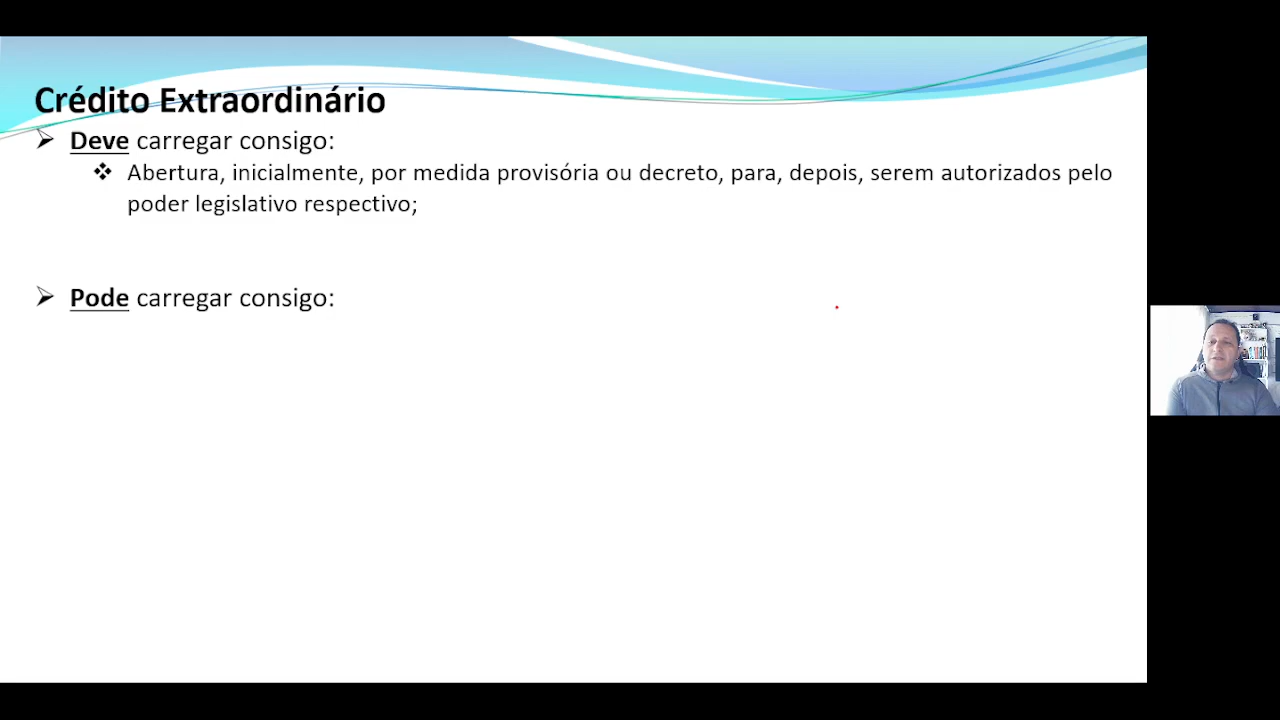 Crédito Extraordinário
Deve carregar consigo:
Abertura, inicialmente, por medida provisória ou decreto, para, depois, serem autorizados pelo
poder legislativo respectivo;
Pode carregar consigo: